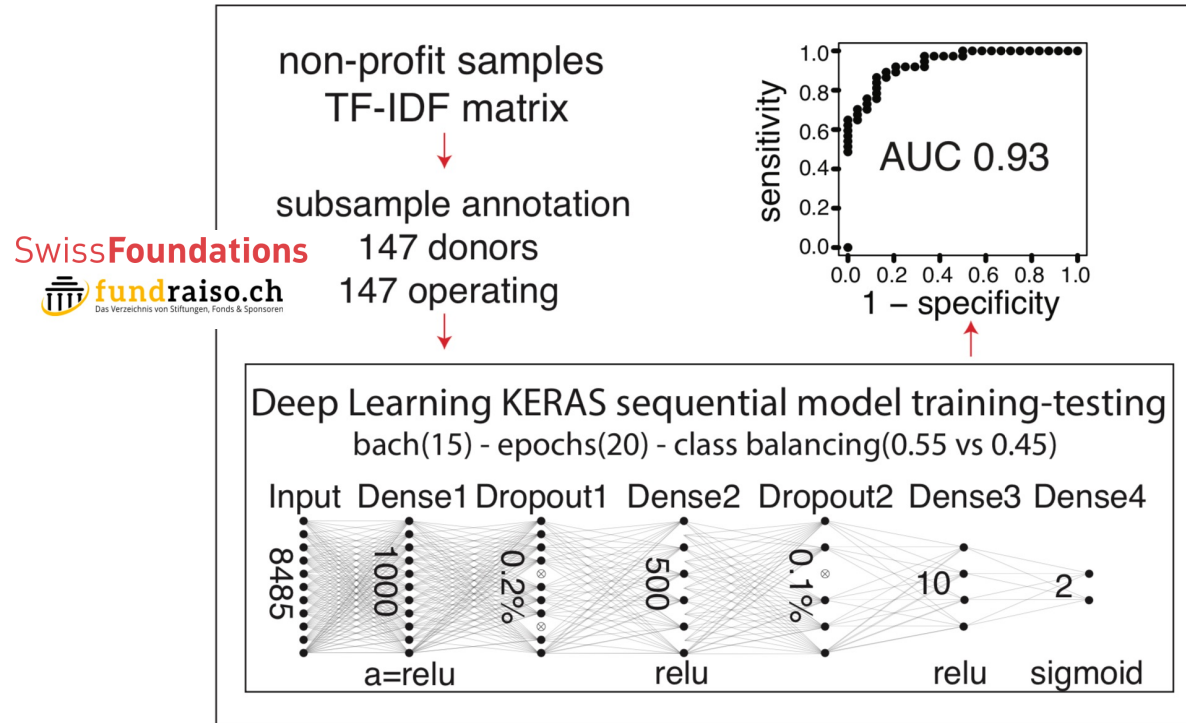 non-profit samples
TF-IDF matrix
subsample annotation
147 donors
147 operating
SwissFoundations
fundraiso.ch
Das Verzeichnis von Stiftungen, Fonds & Sponsoren
sensitivity
1.0
0.8
0.6
0.4
0.2
0.0
AUC 0.93
0.0 0.2 0.4 0.6 0.8 1.0
1 – specificity
Deep Learning KERAS sequential model training-testing
bach(15) - epochs(20) - class balancing(0.55 vs 0.45)
Input Dense1 Dropout1 Dense2 Dropout2 Dense3 Dense4
8485 1000 0.2% 500 0.1% 10 2
a=relu relu relu sigmoid